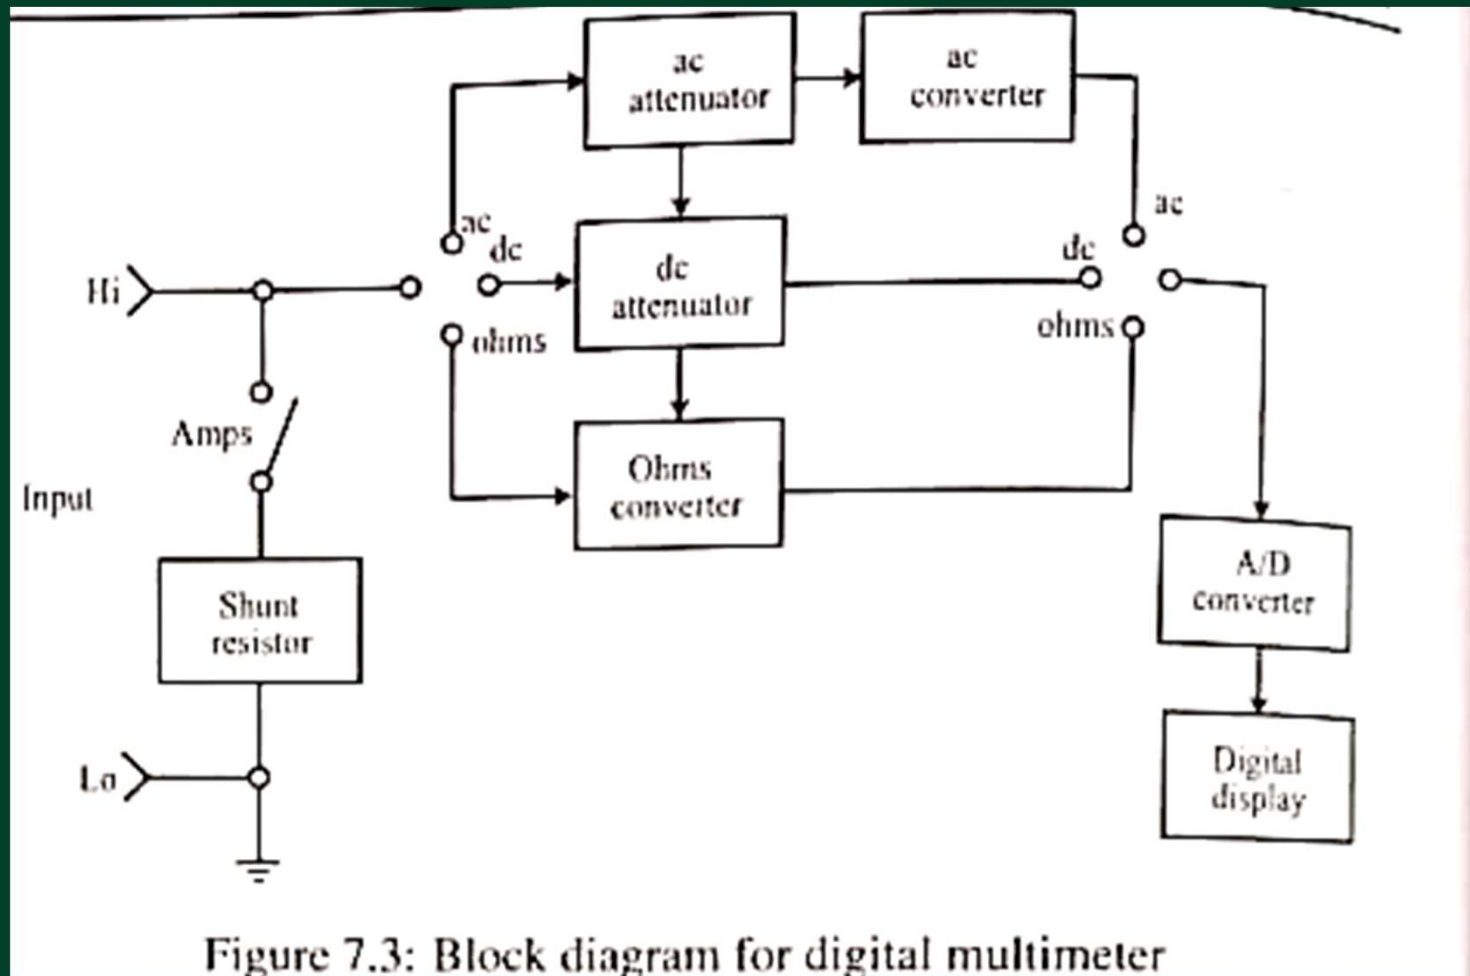 ac
attenuator
ac
converter
ac
dc
ohms
Hi
dc
attenuator
dc
ac
ohms
Amps
Input
Ohms
converter
Shunt
resistor
A/D
converter
Lo
Digital
display
Figure 7.3: Block diagram for digital multimeter